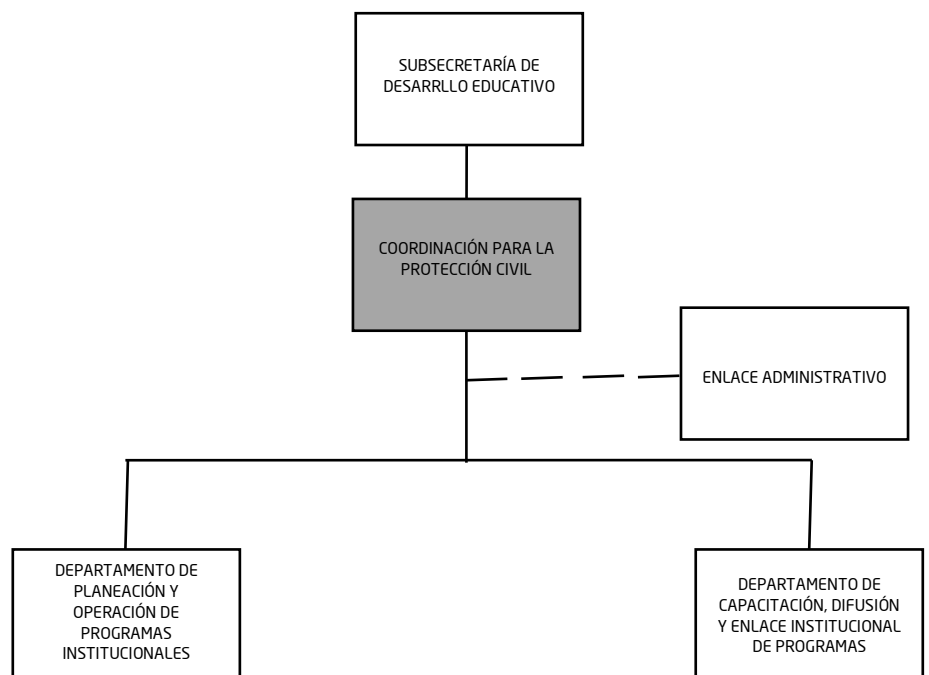 SUBSECRETARÍA DE
DESARRLLO EDUCATIVO
COORDINACIÓN PARA LA
PROTECCIÓN CIVIL
ENLACE ADMINISTRATIVO
DEPARTAMENTO DE
PLANEACIÓN Y
OPERACIÓN DE
PROGRAMAS
INSTITUCIONALES
DEPARTAMENTO DE
CAPACITACIÓN, DIFUSIÓN
Y ENLACE INSTITUCIONAL
DE PROGRAMAS